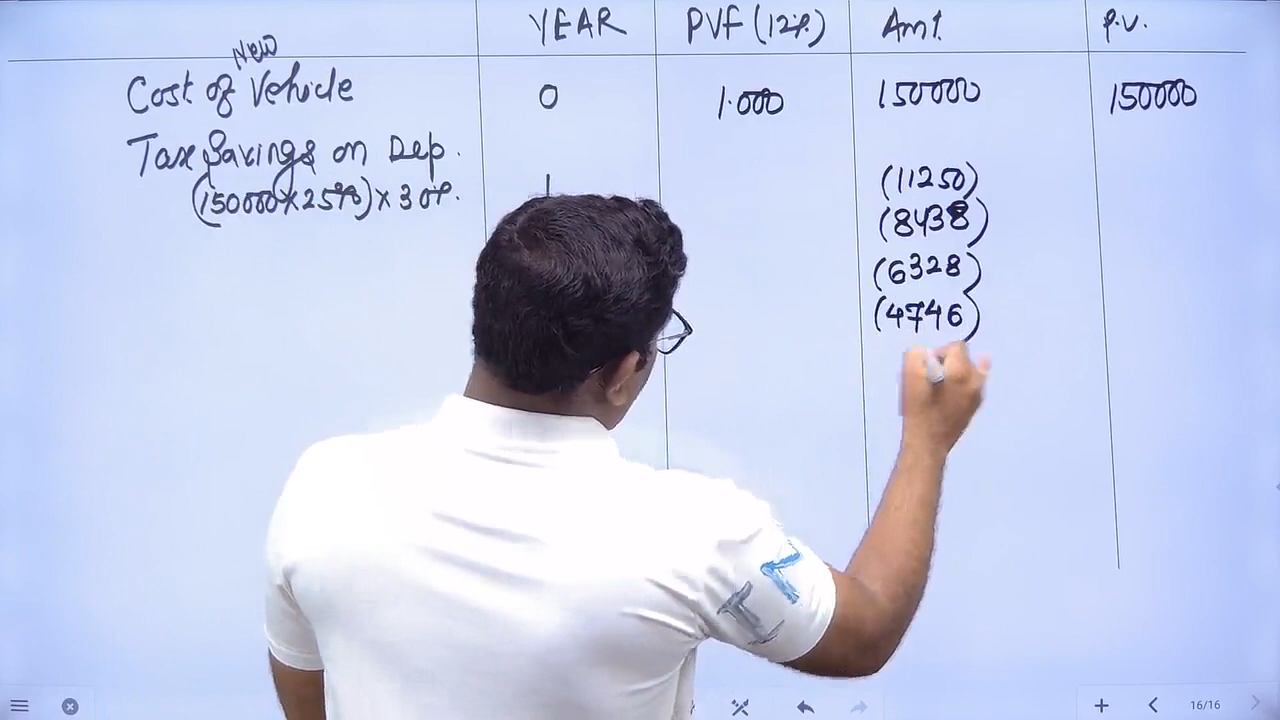 YEAR PVF (12%) Amt. P.V.
New
Cost of Vehicle 0 1.000 150000 150000
Tax Savings on Dep.
(150000×25%)×30%. 1 (11250)
(8438)
(6328)
(4746)
16/16